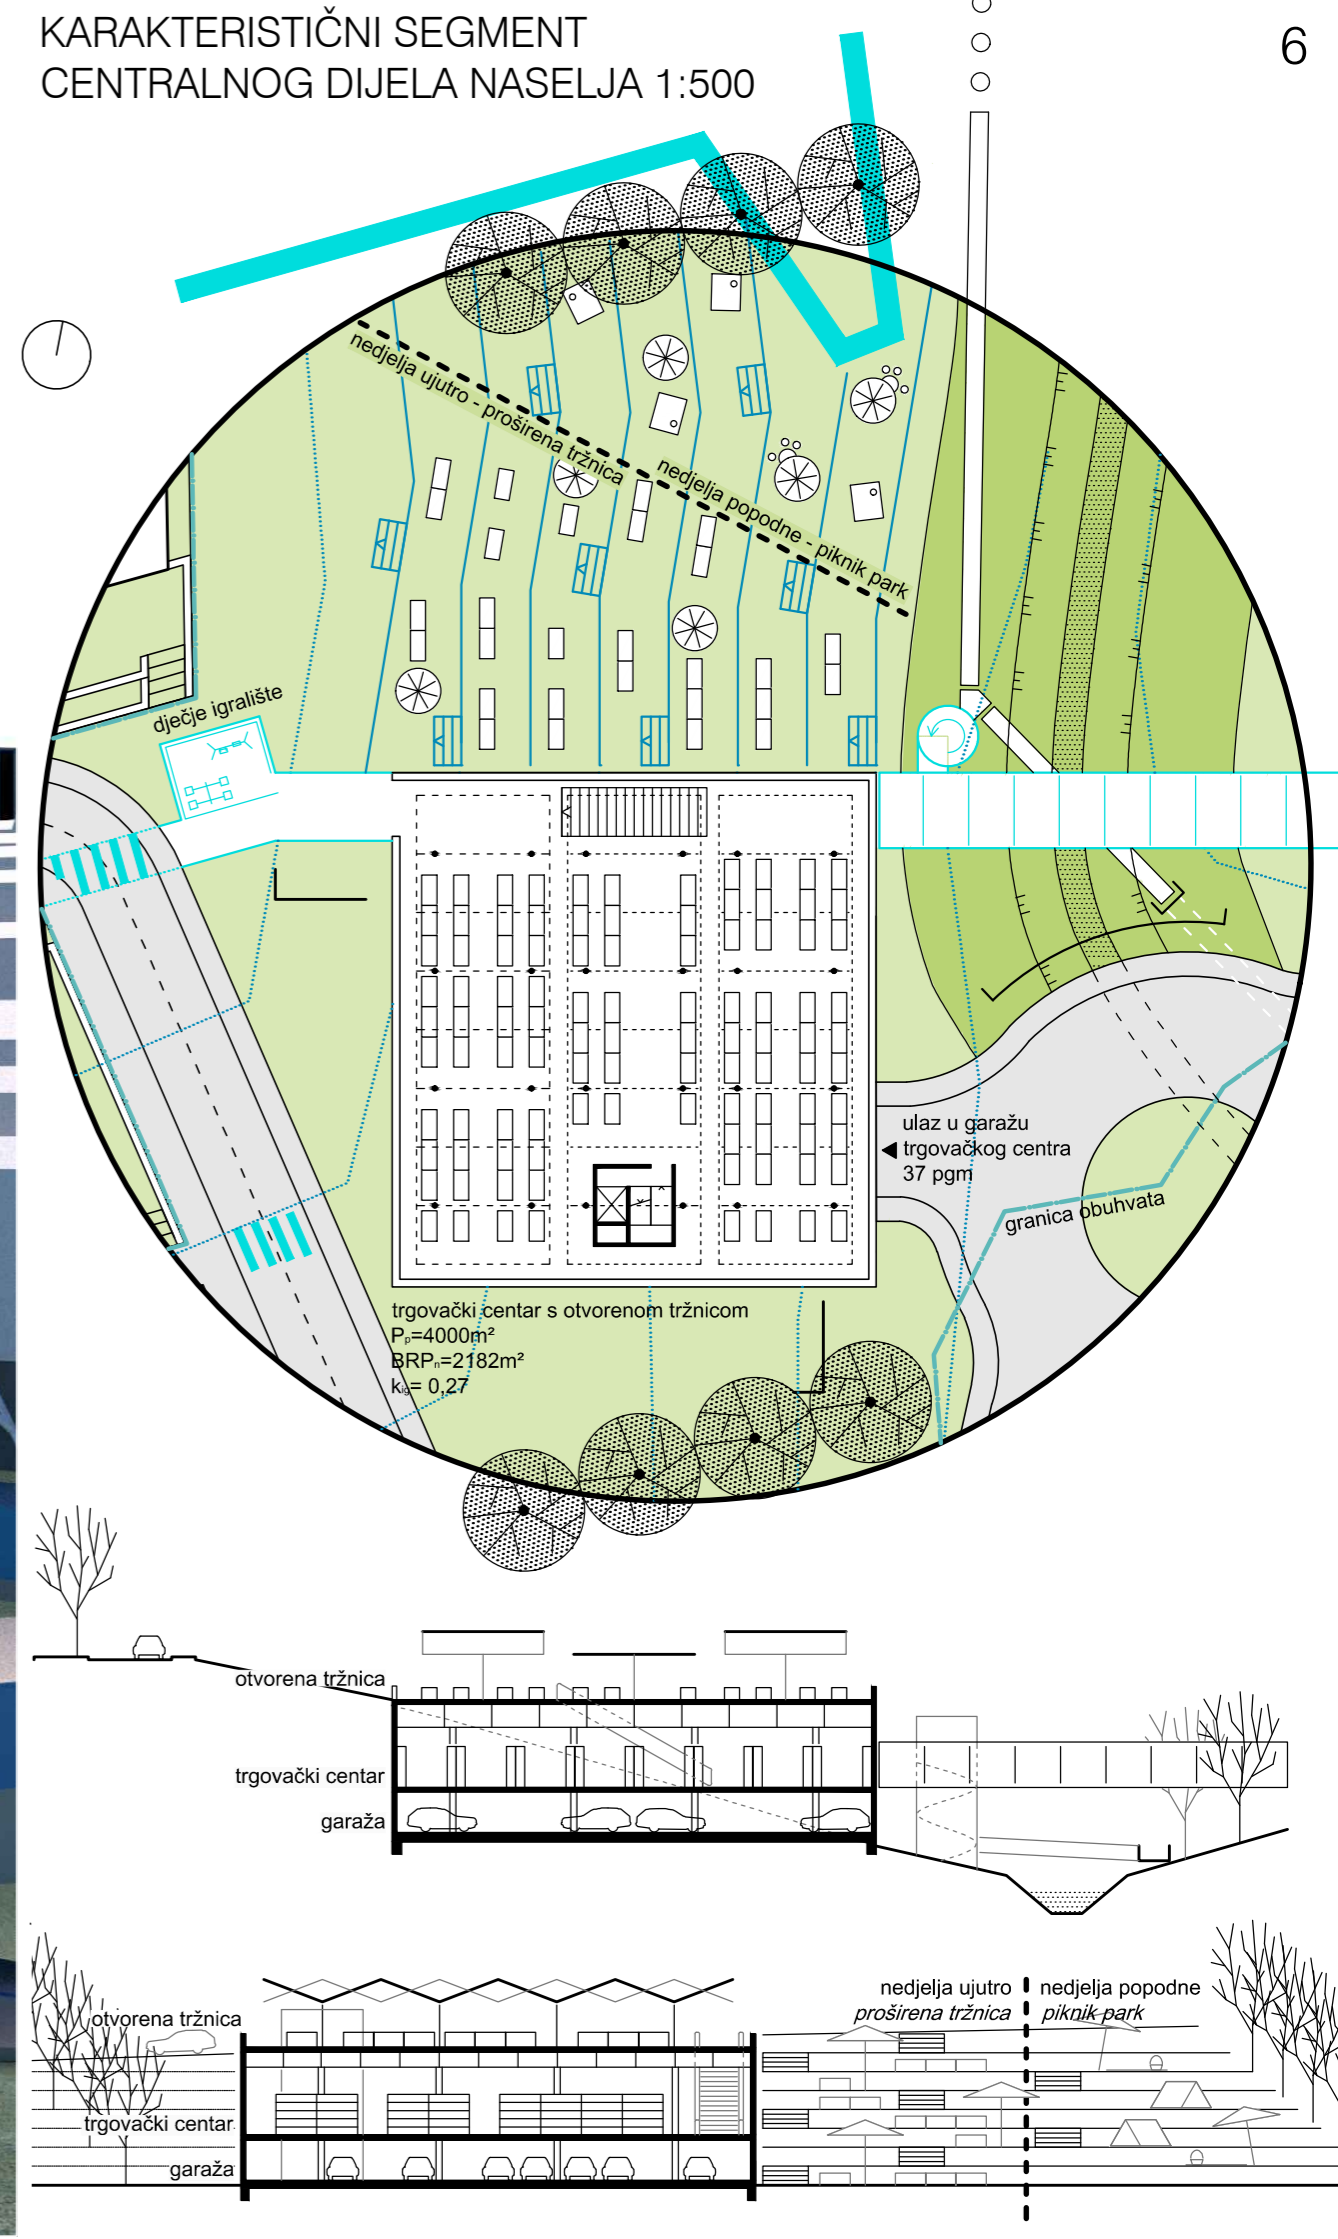 KARAKTERISTIČNI SEGMENT
CENTRALNOG DIJELA NASELJA 1:500
6
nedjelja ujutro - proširena tržnica
nedjelja popodne - piknik park
dječje igralište
ulaz u garažu
trgovačkog centra
37 pgm
granica obuhvata
trgovački centar s otvorenom tržnicom
Pₚ=4000m²
BRPₙ=2182m²
kᵢg= 0,27
otvorena tržnica
trgovački centar
garaža
nedjelja ujutro
proširena tržnica
nedjelja popodne
piknik park
otvorena tržnica
trgovački centar
garaža